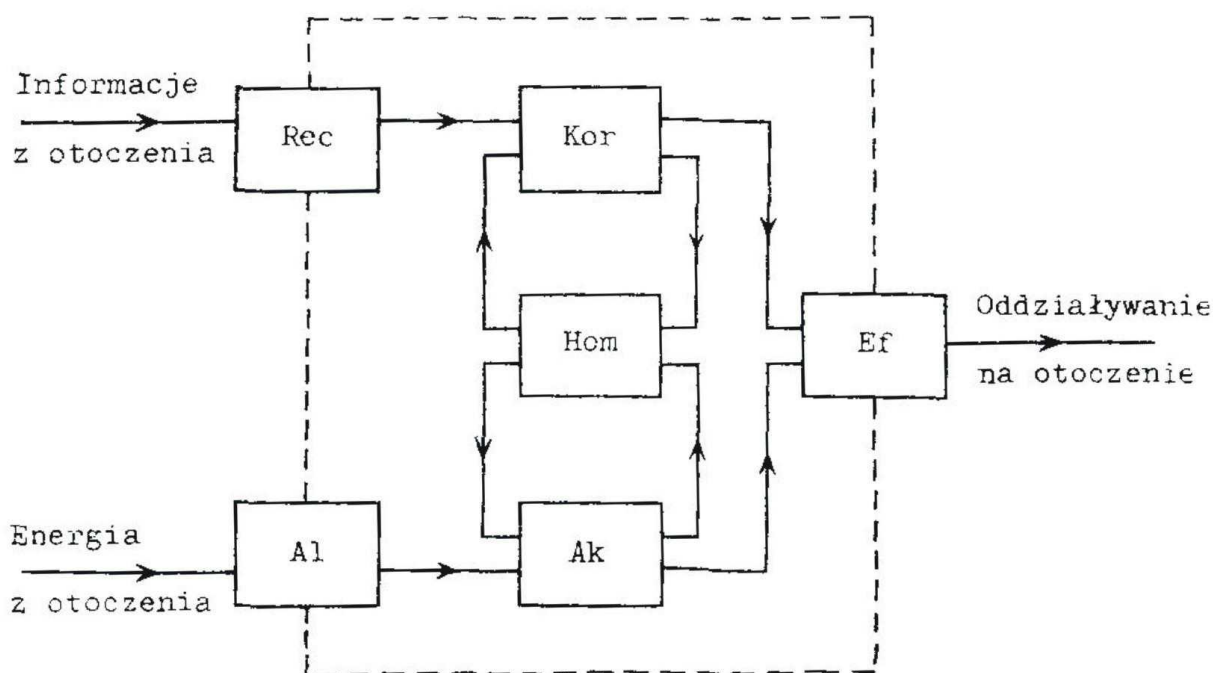 Informacje
z otoczenia
Rec
Kor
Hom
Ef
Oddziaływanie
na otoczenie
Energia
z otoczenia
Al
Ak